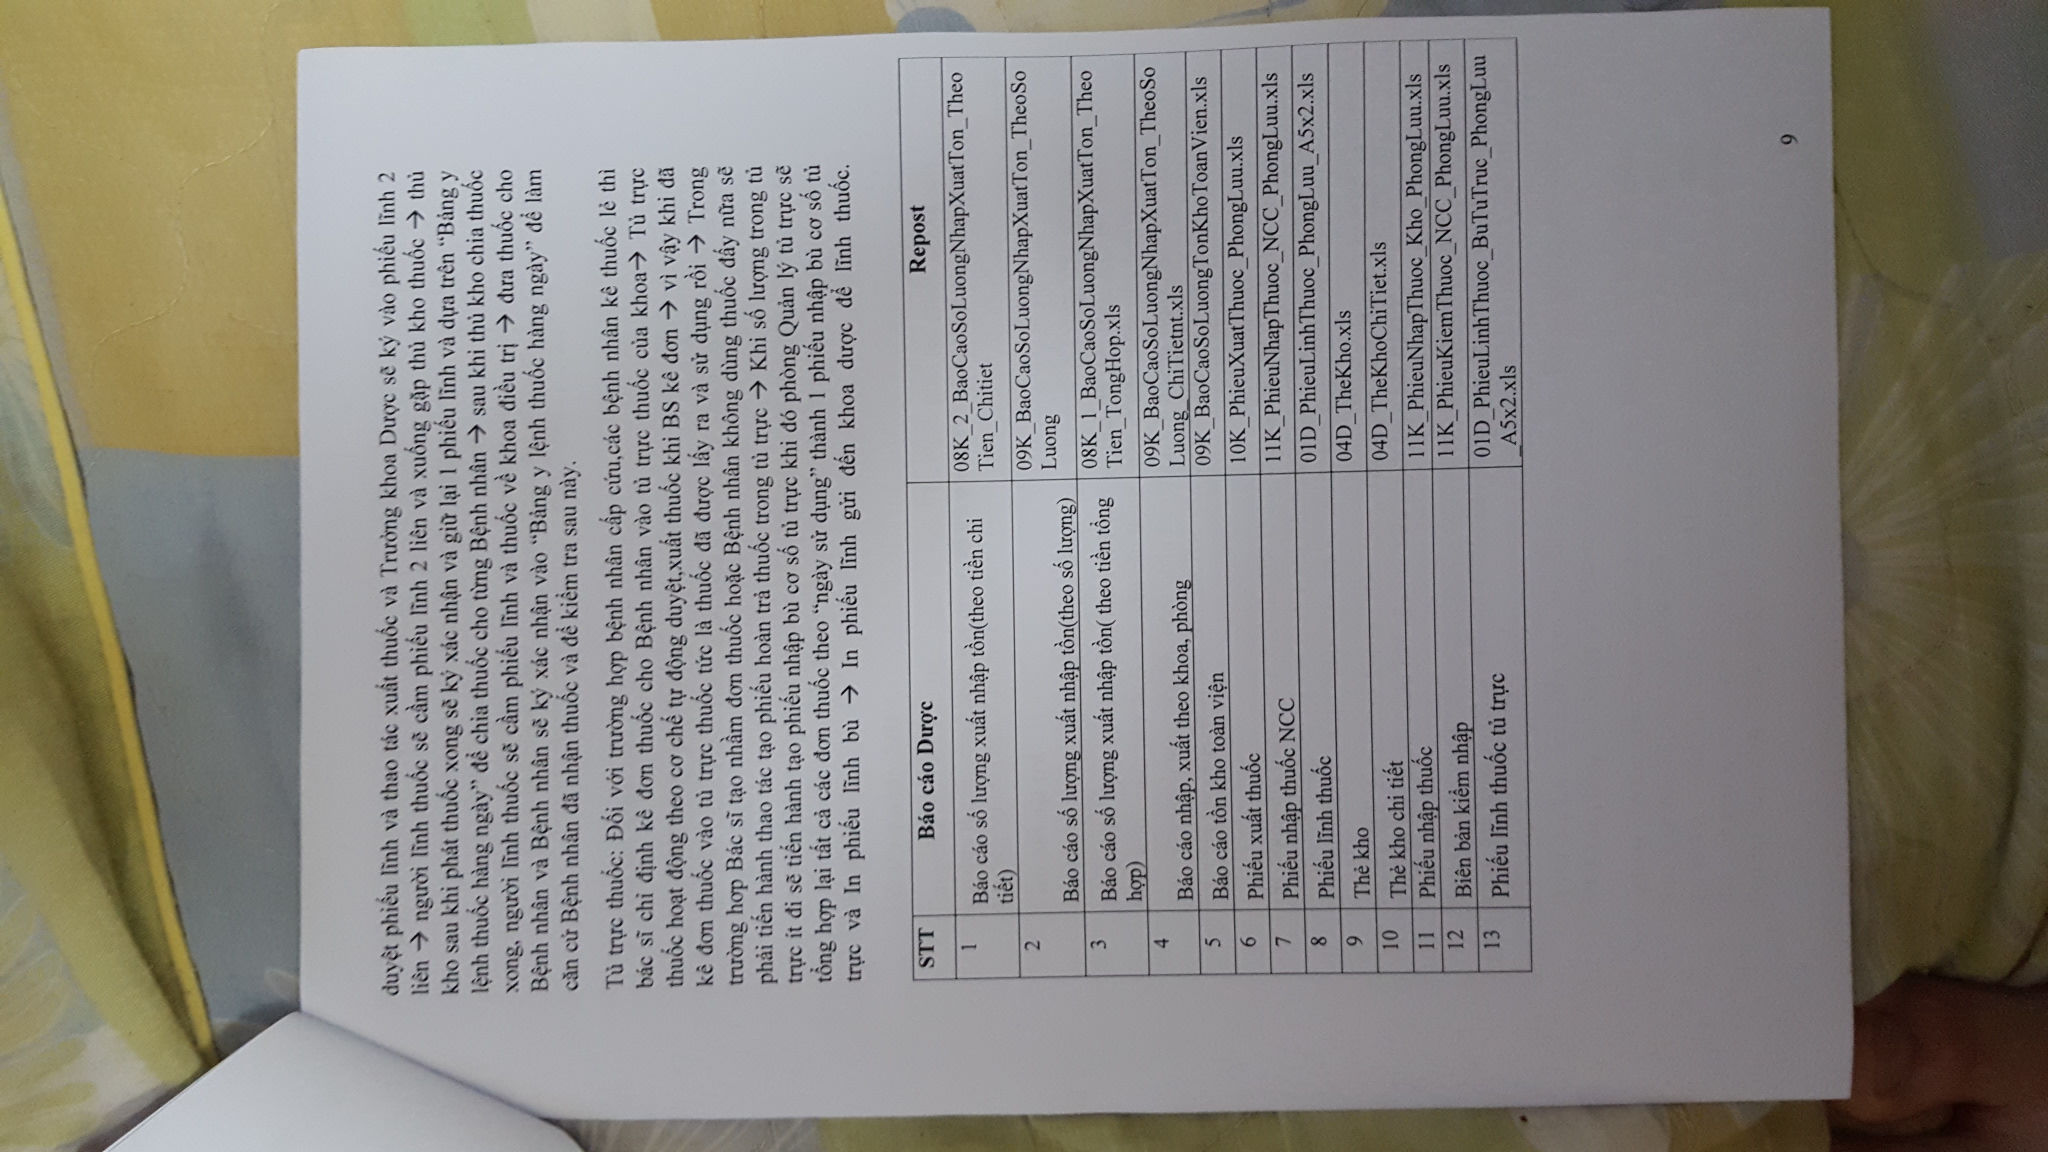 duyệt phiếu lĩnh và thao tác xuất thuốc và Trưởng khoa Dược sẽ ký vào phiếu lĩnh 2
liên → người lĩnh thuốc sẽ cầm phiếu lĩnh 2 liên và xuống gặp thủ kho thuốc → thủ
kho sau khi phát thuốc xong sẽ ký xác nhận và giữ lại 1 phiếu lĩnh và dựa trên “Bảng y
lệnh thuốc hàng ngày” để chia thuốc cho từng Bệnh nhân → sau khi thủ kho chia thuốc
xong, người lĩnh thuốc sẽ cầm phiếu lĩnh và thuốc về khoa điều trị → đưa thuốc cho
Bệnh nhân và Bệnh nhân sẽ ký xác nhận vào “Bảng y lệnh thuốc hàng ngày” để làm
căn cứ Bệnh nhân đã nhận thuốc và để kiểm tra sau này.
Tủ trực thuốc: Đối với trường hợp bệnh nhân cấp cứu,các bệnh nhân kê thuốc lẻ thì
bác sĩ chỉ định kê đơn thuốc cho Bệnh nhân vào tủ trực thuốc của khoa→ Tủ trực
thuốc hoạt động theo cơ chế tự động duyệt,xuất thuốc khi BS kê đơn → vì vậy khi đã
kê đơn thuốc vào tủ trực thuốc tức là thuốc đã được lấy ra và sử dụng rồi → Trong
trường hợp Bác sĩ tạo nhầm đơn thuốc hoặc Bệnh nhân không dùng thuốc đấy nữa sẽ
phải tiến hành thao tác tạo phiếu hoàn trả thuốc trong tủ trực → Khi số lượng trong tủ
trực ít đi sẽ tiến hành tạo phiếu nhập bù cơ số tủ trực khi đó phòng Quản lý tủ trực sẽ
tổng hợp lại tất cả các đơn thuốc theo “ngày sử dụng” thành 1 phiếu nhập bù cơ số tủ
trực và In phiếu lĩnh bù → In phiếu lĩnh gửi đến khoa dược để lĩnh thuốc.
STT Báo cáo Dược Repost
1 Báo cáo số lượng xuất nhập tồn(theo tiền chi 08K_2_BaoCaoSoLuongNhapXuatTon_Theo
tiết) Tien_Chitiet
2 Báo cáo số lượng xuất nhập tồn(theo số lượng) 09K_BaoCaoSoLuongNhapXuatTon_TheoSo
Luong
3 Báo cáo số lượng xuất nhập tồn( theo tiền tổng 08K_1_BaoCaoSoLuongNhapXuatTon_Theo
hợp) Tien_TongHop.xls
4 Báo cáo nhập, xuất theo khoa, phòng 09K_BaoCaoSoLuongNhapXuatTon_TheoSo
Luong_ChiTietnt.xls
5 Báo cáo tồn kho toàn viện 09K_BaoCaoSoLuongTonKhoToanVien.xls
6 Phiếu xuất thuốc 10K_PhieuXuatThuoc_PhongLuu.xls
7 Phiếu nhập thuốc NCC 11K_PhieuNhapThuoc_NCC_PhongLuu.xls
8 Phiếu lĩnh thuốc 01D_PhieuLinhThuoc_PhongLuu_A5x2.xls
9 Thẻ kho 04D_TheKho.xls
10 Thẻ kho chi tiết 04D_TheKhoChiTiet.xls
11 Phiếu nhập thuốc 11K_PhieuNhapThuoc_Kho_PhongLuu.xls
12 Biên bản kiểm nhập 11K_PhieuKiemThuoc_NCC_PhongLuu.xls
13 Phiếu lĩnh thuốc tủ trực 01D_PhieuLinhThuoc_BuTuTruc_PhongLuu
_A5x2.xls
9